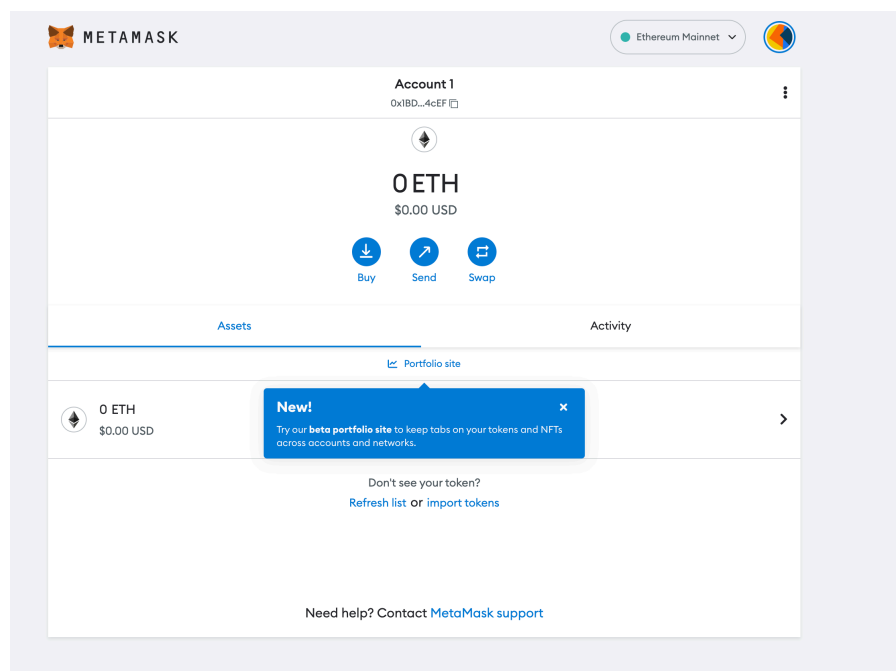 METAMASK
Ethereum Mainnet
Account 1
0x1BD...4cEF
0 ETH
$0.00 USD
Buy Send Swap
Assets Activity
Portfolio site
0 ETH
$0.00 USD
New!
Try our beta portfolio site to keep tabs on your tokens and NFTs
across accounts and networks.
Don't see your token?
Refresh list or import tokens
Need help? Contact MetaMask support